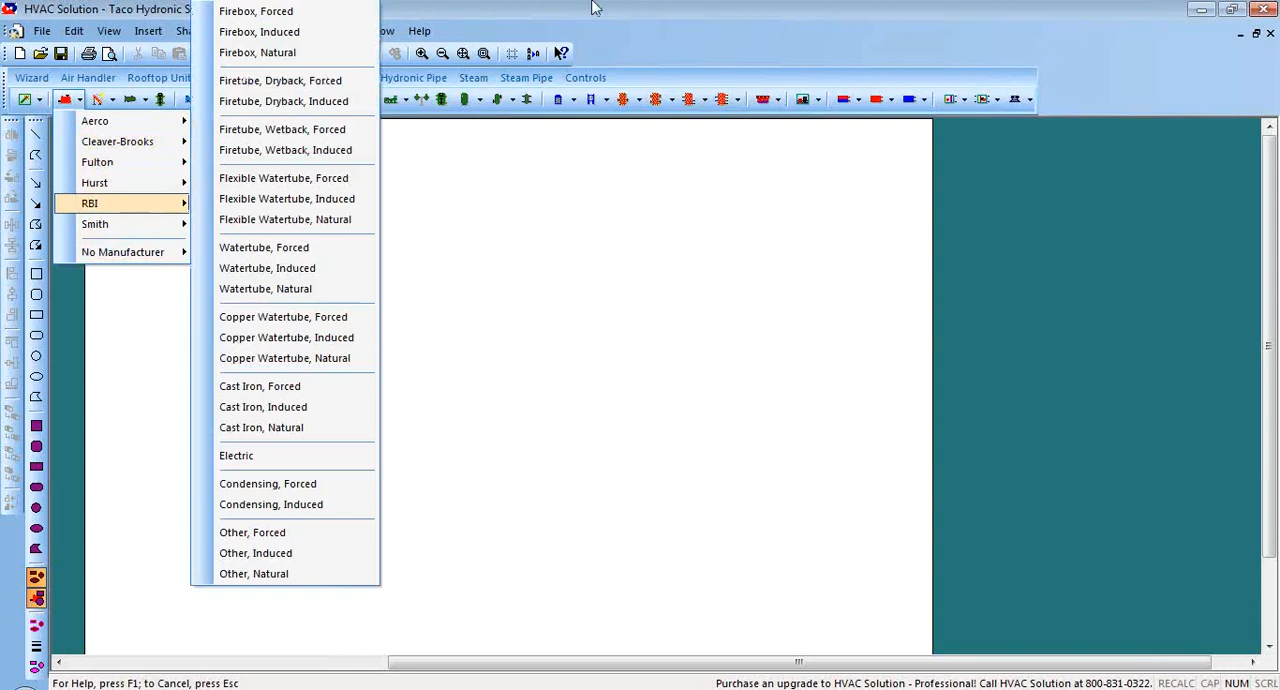 HVAC Solution - Taco Hydronic S
File Edit View Insert Sh
ow Help
Wizard Air Handler Rooftop Uni
Hydronic Pipe Steam Steam Pipe Controls
Aerco
Cleaver-Brooks
Fulton
Hurst
RBI
Smith
No Manufacturer
Firebox, Forced
Firebox, Induced
Firebox, Natural
Firetube, Dryback, Forced
Firetube, Dryback, Induced
Firetube, Wetback, Forced
Firetube, Wetback, Induced
Flexible Watertube, Forced
Flexible Watertube, Induced
Flexible Watertube, Natural
Watertube, Forced
Watertube, Induced
Watertube, Natural
Copper Watertube, Forced
Copper Watertube, Induced
Copper Watertube, Natural
Cast Iron, Forced
Cast Iron, Induced
Cast Iron, Natural
Electric
Condensing, Forced
Condensing, Induced
Other, Forced
Other, Induced
Other, Natural
For Help, press F1; to Cancel, press Esc
Purchase an upgrade to HVAC Solution - Professional! Call HVAC Solution at 800-831-0322. RECALC CAP NUM SCRL